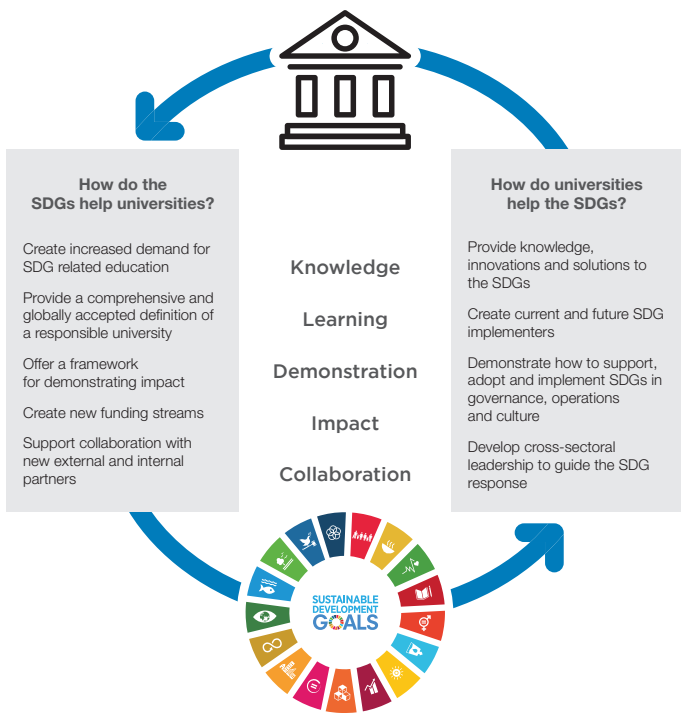 How do the
SDGs help universities?
Create increased demand for
SDG related education
Provide a comprehensive and
globally accepted definition of
a responsible university
Offer a framework
for demonstrating impact
Create new funding streams
Support collaboration with
new external and internal
partners
Knowledge
Learning
Demonstration
Impact
Collaboration
How do universities
help the SDGs?
Provide knowledge,
innovations and solutions to
the SDGs
Create current and future SDG
implementers
Demonstrate how to support,
adopt and implement SDGs in
governance, operations
and culture
Develop cross-sectoral
leadership to guide the SDG
response
SUSTAINABLE
DEVELOPMENT
GOALS